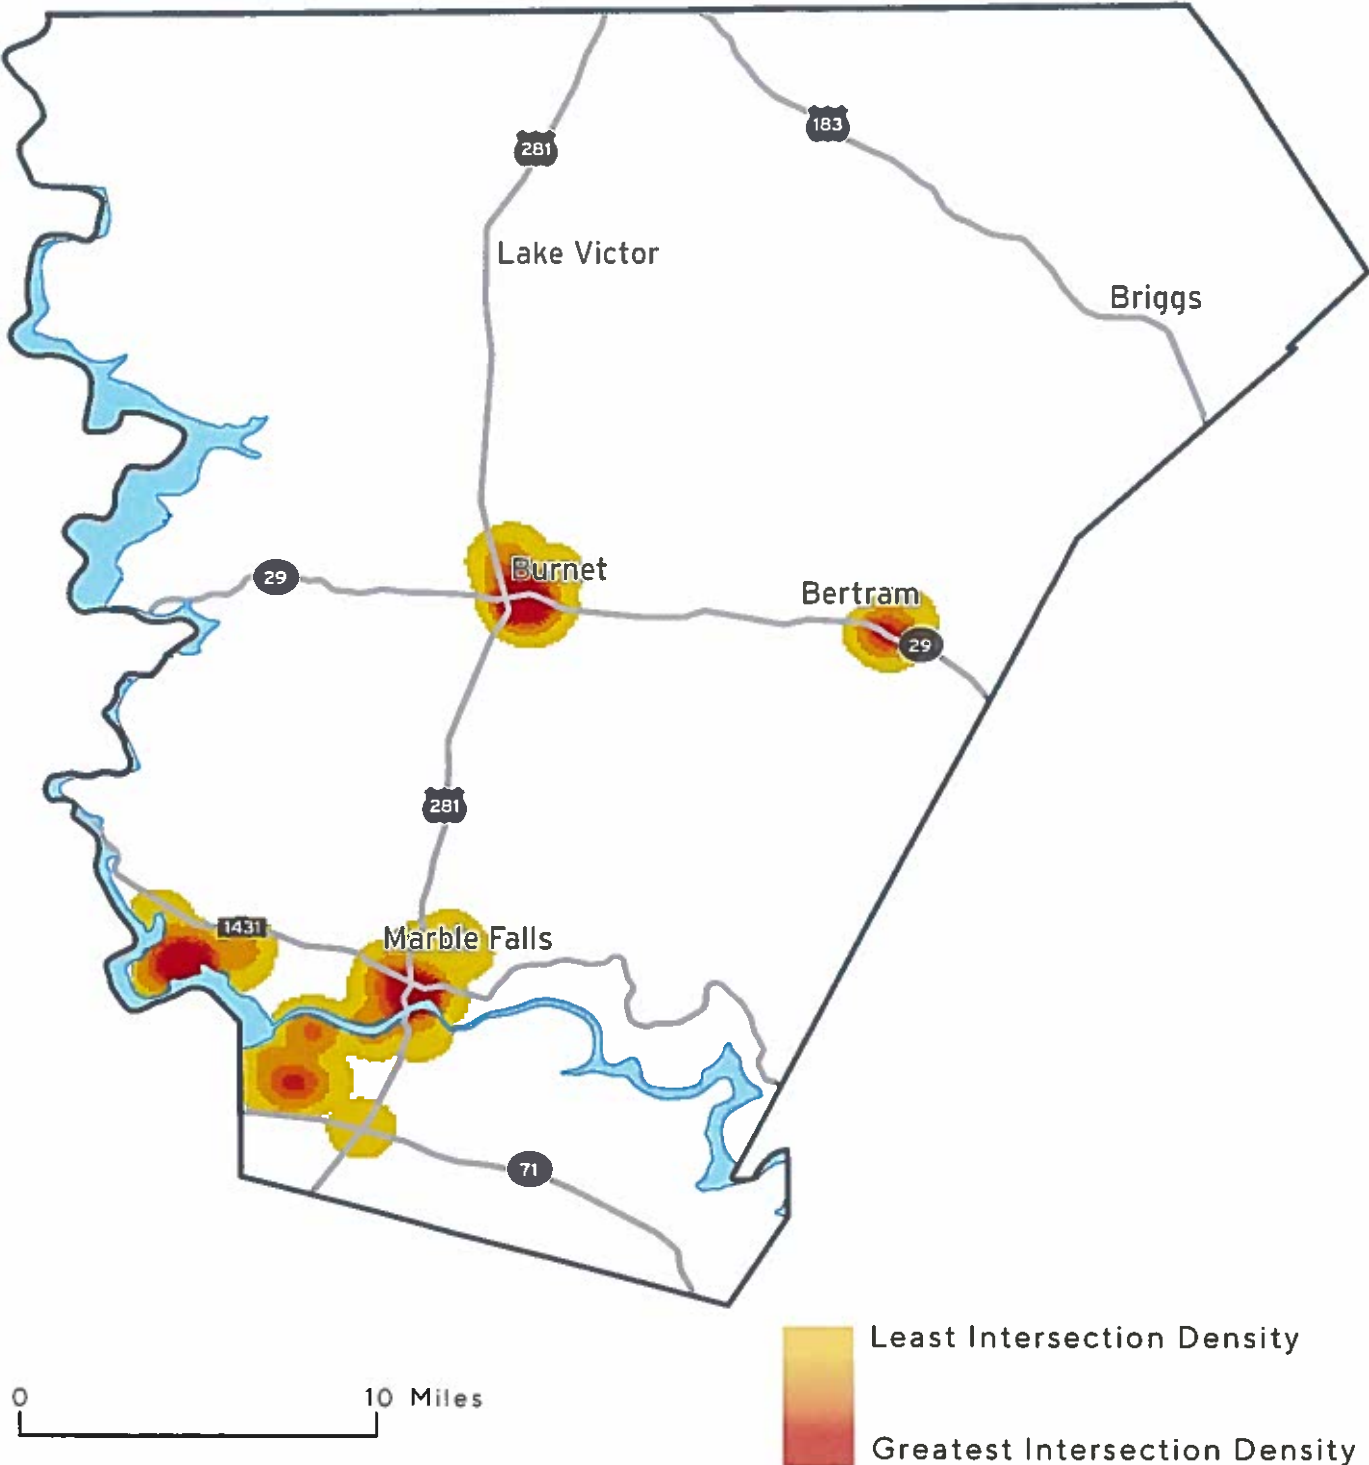 183
281
Lake Victor
Briggs
Burnet
29
Bertram
29
281
1431
Marble Falls
71
Least Intersection Density
0 10 Miles
Greatest Intersection Density